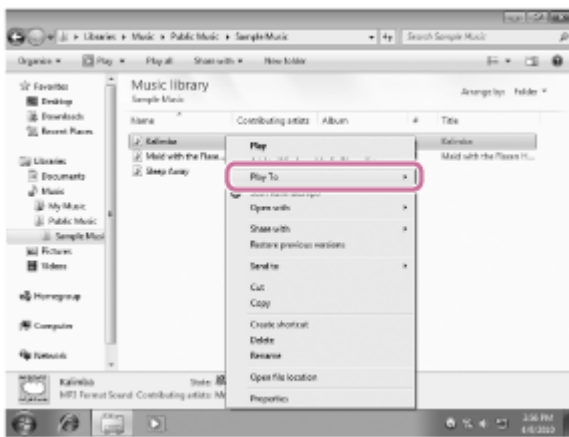 Libraries ▸ Music ▸ Public Music ▸ Sample Music
Search Sample Music
Organize Play Play all Share with New folder
Favorites
Desktop
Downloads
Recent Places
Libraries
Documents
Music
My Music
Public Music
Sample Musi
Pictures
Videos
Homegroup
Computer
Network
Music library
Sample Music
Arrange by: Folder
Name Contributing artists Album # Title
Kalimba Kalimba
Maid with the Flaxe... Maid with the Flaxen H...
Sleep Away
Play
Play To
Open with
Share with
Restore previous versions
Send to
Cut
Copy
Create shortcut
Delete
Rename
Open file location
Properties
Kalimba
MP3 Format Sound Contributing artists:
State:
3:56 PM